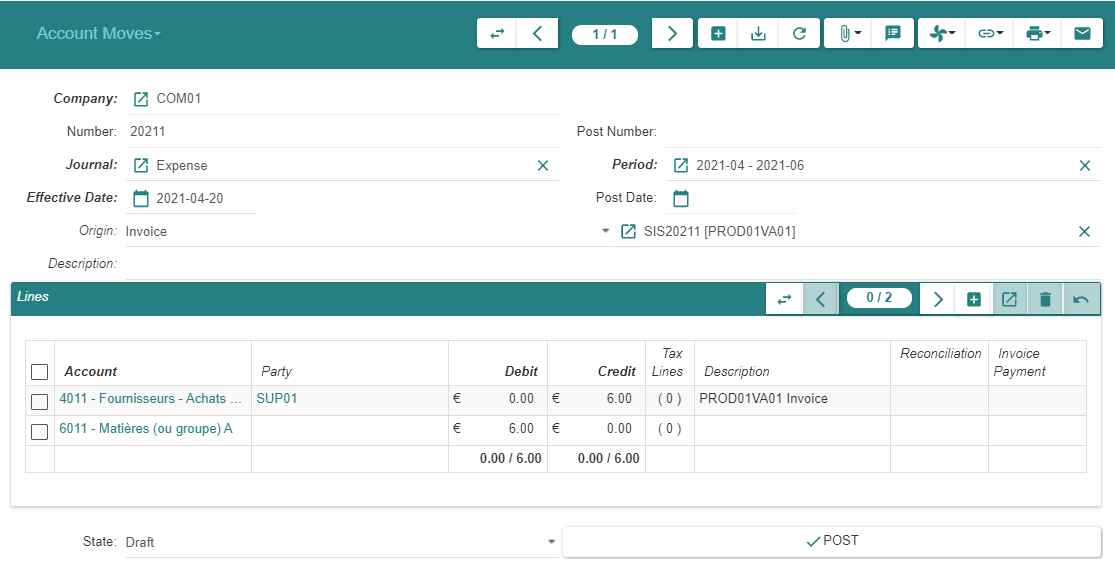 Account Moves
1 / 1
Company: COM01
Number: 20211 Post Number:
Journal: Expense Period: 2021-04 - 2021-06
Effective Date: 2021-04-20 Post Date:
Origin: Invoice SIS20211 [PROD01VA01]
Description:
Lines 0 / 2
Account Party Debit Credit Tax Lines Description Reconciliation Invoice Payment
4011 - Fournisseurs - Achats ... SUP01 € 0.00 € 6.00 ( 0 ) PROD01VA01 Invoice
6011 - Matières (ou groupe) A € 6.00 € 0.00 ( 0 )
0.00 / 6.00 0.00 / 6.00
State: Draft POST